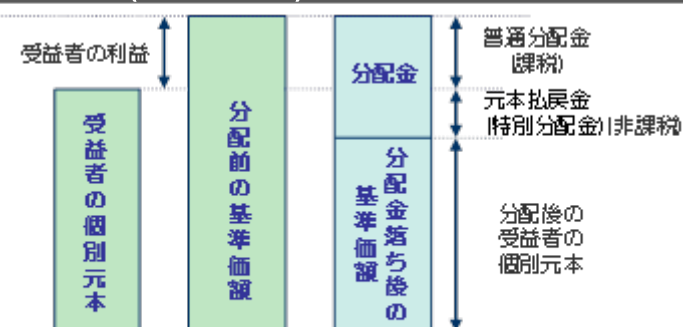 受益者の利益
受益者の個別元本
分配前の基準価額
分配金
分配金落ち後の
基準価額
普通分配金
(課税)
元本払戻金
(特別分配金)(非課税)
分配後の
受益者の
個別元本